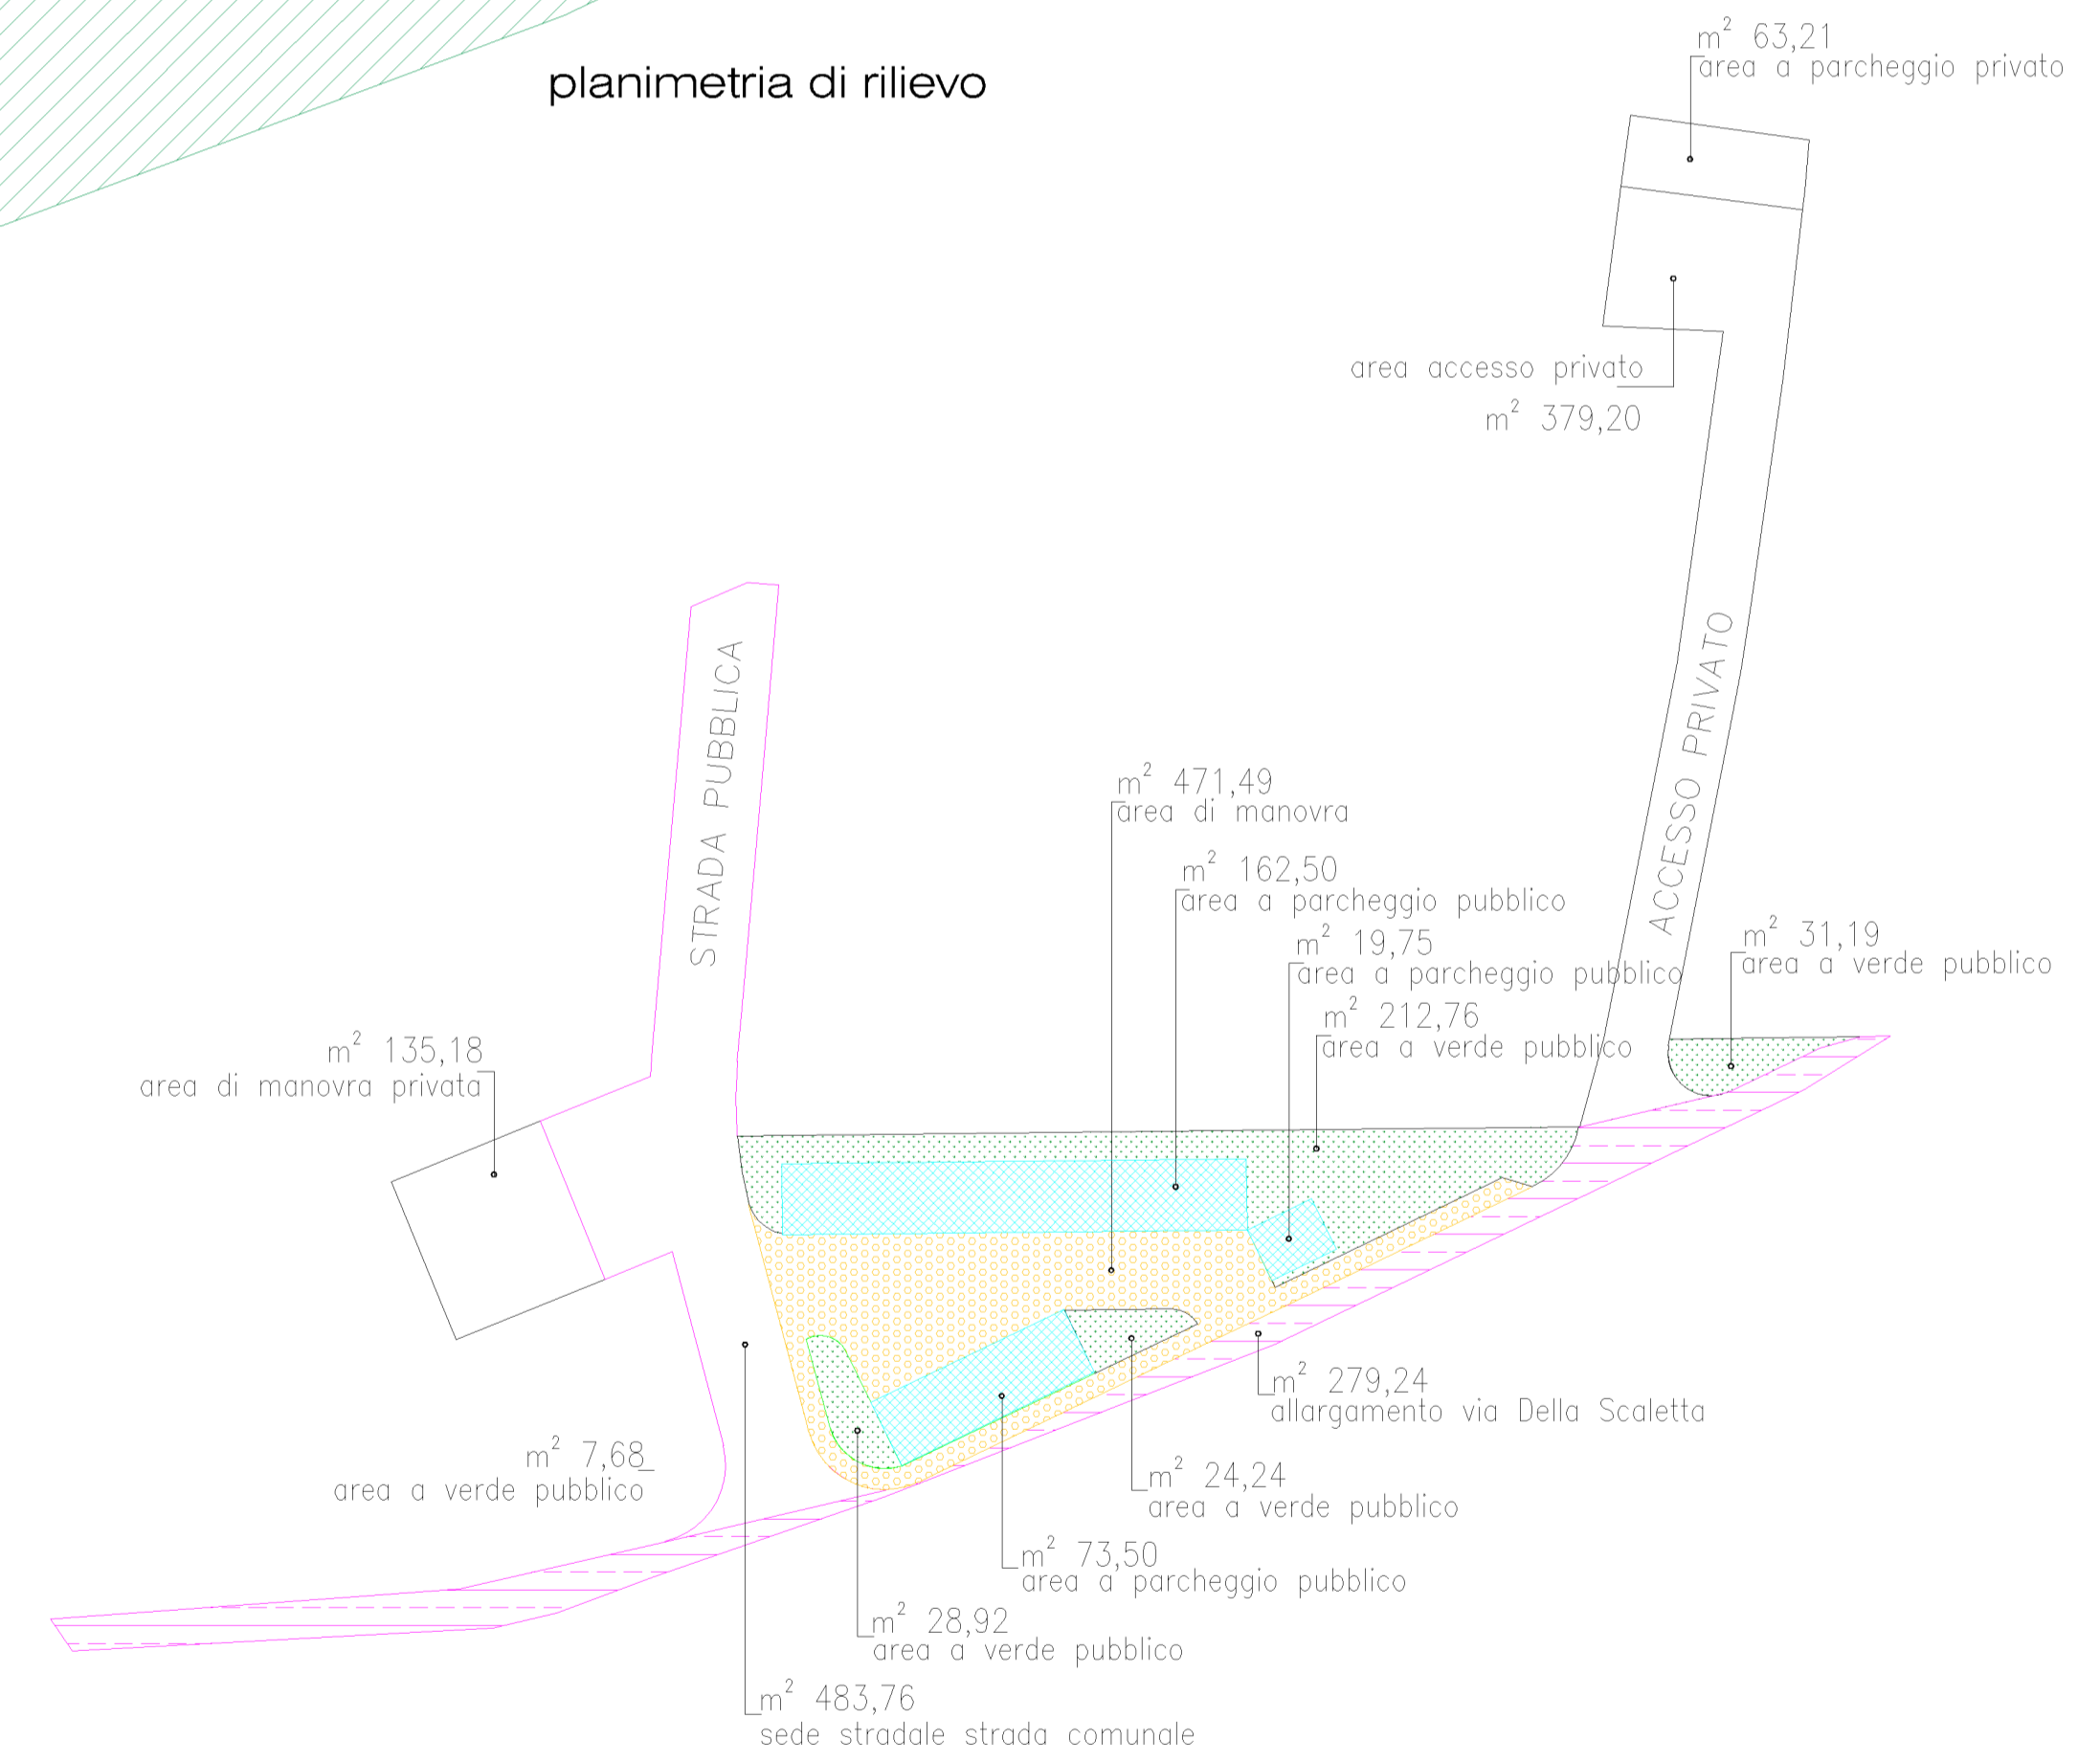 planimetria di rilievo
m² 63,21
area a parcheggio privato
area accesso privato
m² 379,20
STRADA PUBBLICA
ACCESSO PRIVATO
m² 471,49
area di manovra
m² 162,50
area a parcheggio pubblico
m² 19,75
area a parcheggio pubblico
m² 31,19
area a verde pubblico
m² 212,76
area a verde pubblico
m² 135,18
area di manovra privata
m² 279,24
allargamento via Della Scaletta
m² 7,68
area a verde pubblico
m² 24,24
area a verde pubblico
m² 73,50
area a parcheggio pubblico
m² 28,92
area a verde pubblico
m² 483,76
sede stradale strada comunale